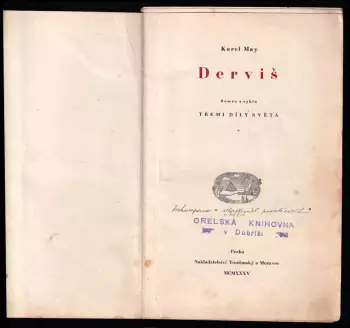 Karel May
Derviš
Román z cyklu
TŘEMI DÍLY SVĚTA
ORELSKÁ KNIHOVNA
v Dobříši
Praha
Nakladatelství Toužimský a Moravec
MCMXXXV